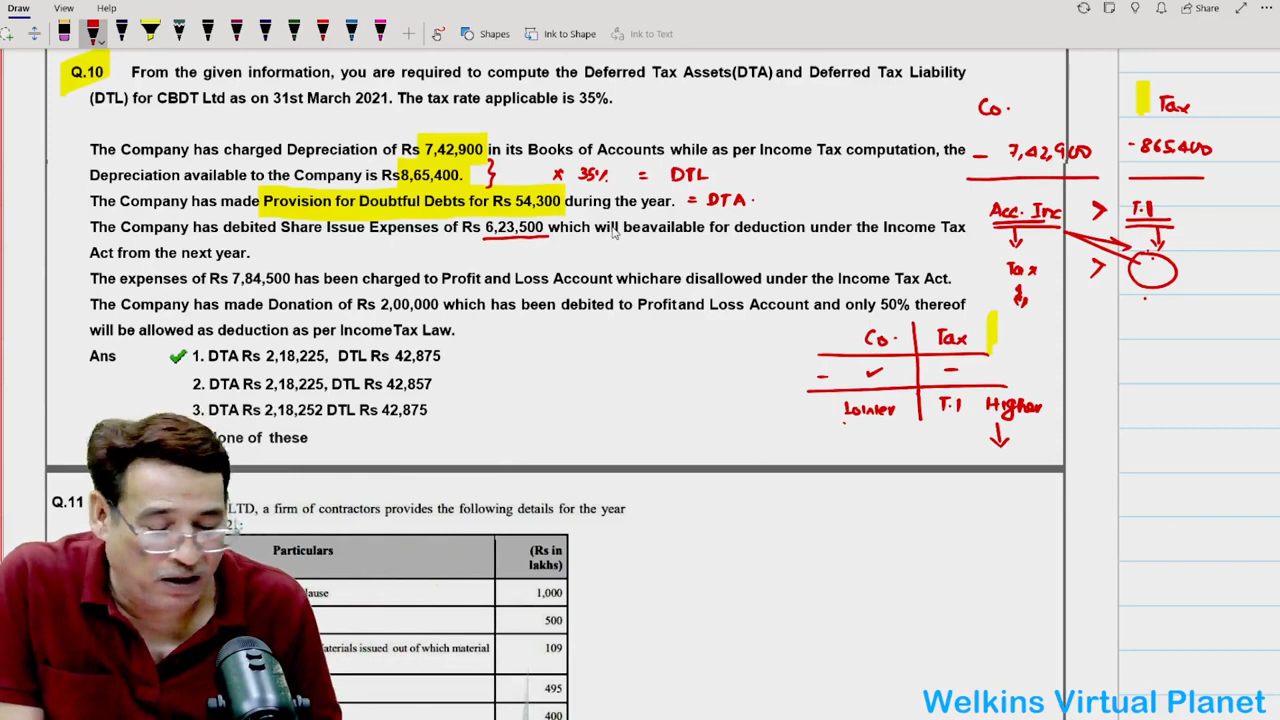 Draw View Help Share
Shapes Ink to Shape Ink to Text
Q.10 From the given information, you are required to compute the Deferred Tax Assets(DTA) and Deferred Tax Liability
(DTL) for CBDT Ltd as on 31st March 2021. The tax rate applicable is 35%.
Co. Tax
The Company has charged Depreciation of Rs 7,42,900 in its Books of Accounts while as per Income Tax computation, the
- 7,42,900 - 865,400
Depreciation available to the Company is Rs8,65,400. } x 35% = DTL
The Company has made Provision for Doubtful Debts for Rs 54,300 during the year. = DTA.
Acc. Inc > T.I
The Company has debited Share Issue Expenses of Rs 6,23,500 which will beavailable for deduction under the Income Tax
Act from the next year.
Tax >
The expenses of Rs 7,84,500 has been charged to Profit and Loss Account whichare disallowed under the Income Tax Act.
The Company has made Donation of Rs 2,00,000 which has been debited to Profitand Loss Account and only 50% thereof
will be allowed as deduction as per IncomeTax Law.
Co. Tax
Ans 1. DTA Rs 2,18,225, DTL Rs 42,875
- ✓ -
2. DTA Rs 2,18,225, DTL Rs 42,857
3. DTA Rs 2,18,252 DTL Rs 42,875
Lower T.I Higher
one of these
Q.11 LTD, a firm of contractors provides the following details for the year
Particulars (Rs in
lakhs)
lause 1,000
500
aterials issued out of which material 109
495
400
Welkins Virtual Planet